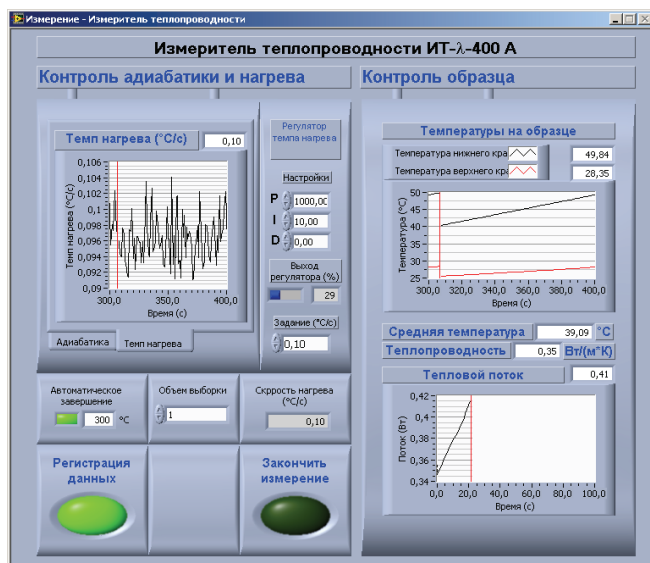 Измерение - Измеритель теплопроводности
Измеритель теплопроводности ИТ-λ-400 А
Контроль адиабатики и нагрева
Контроль образца
Темп нагрева (°C/c)
0,10
0,106
0,104
0,102
0,1
0,098
0,096
0,094
0,092
0,09
Темп нагрева (°C/c)
300,0
400,0
Время (с)
Адиабатика
Темп нагрева
Регулятор
темпа нагрева
Настройки
P
1000,0C
I
10,00
D
0,00
Выход
регулятора (%)
29
Задание (°C/c)
0,10
Автоматическое
завершение
300 °C
Объем выборки
1
Скррость нагрева
(°C/c)
0,10
Регистрация
данных
Закончить
измерение
Температуры на образце
Температура нижнего кра
49,84
Температура верхнего кра
28,35
50
45
40
35
30
25
Температура (°C)
300,0 320,0 340,0 360,0 380,0 400,0
Время (с)
Средняя температура 39,09 °C
Теплопроводность 0,35 Вт/(м*К)
Тепловой поток 0,41
0,42
0,4
0,38
0,36
0,34
Поток (Вт)
0,0 20,0 40,0 60,0 80,0 100,0
Время (с)